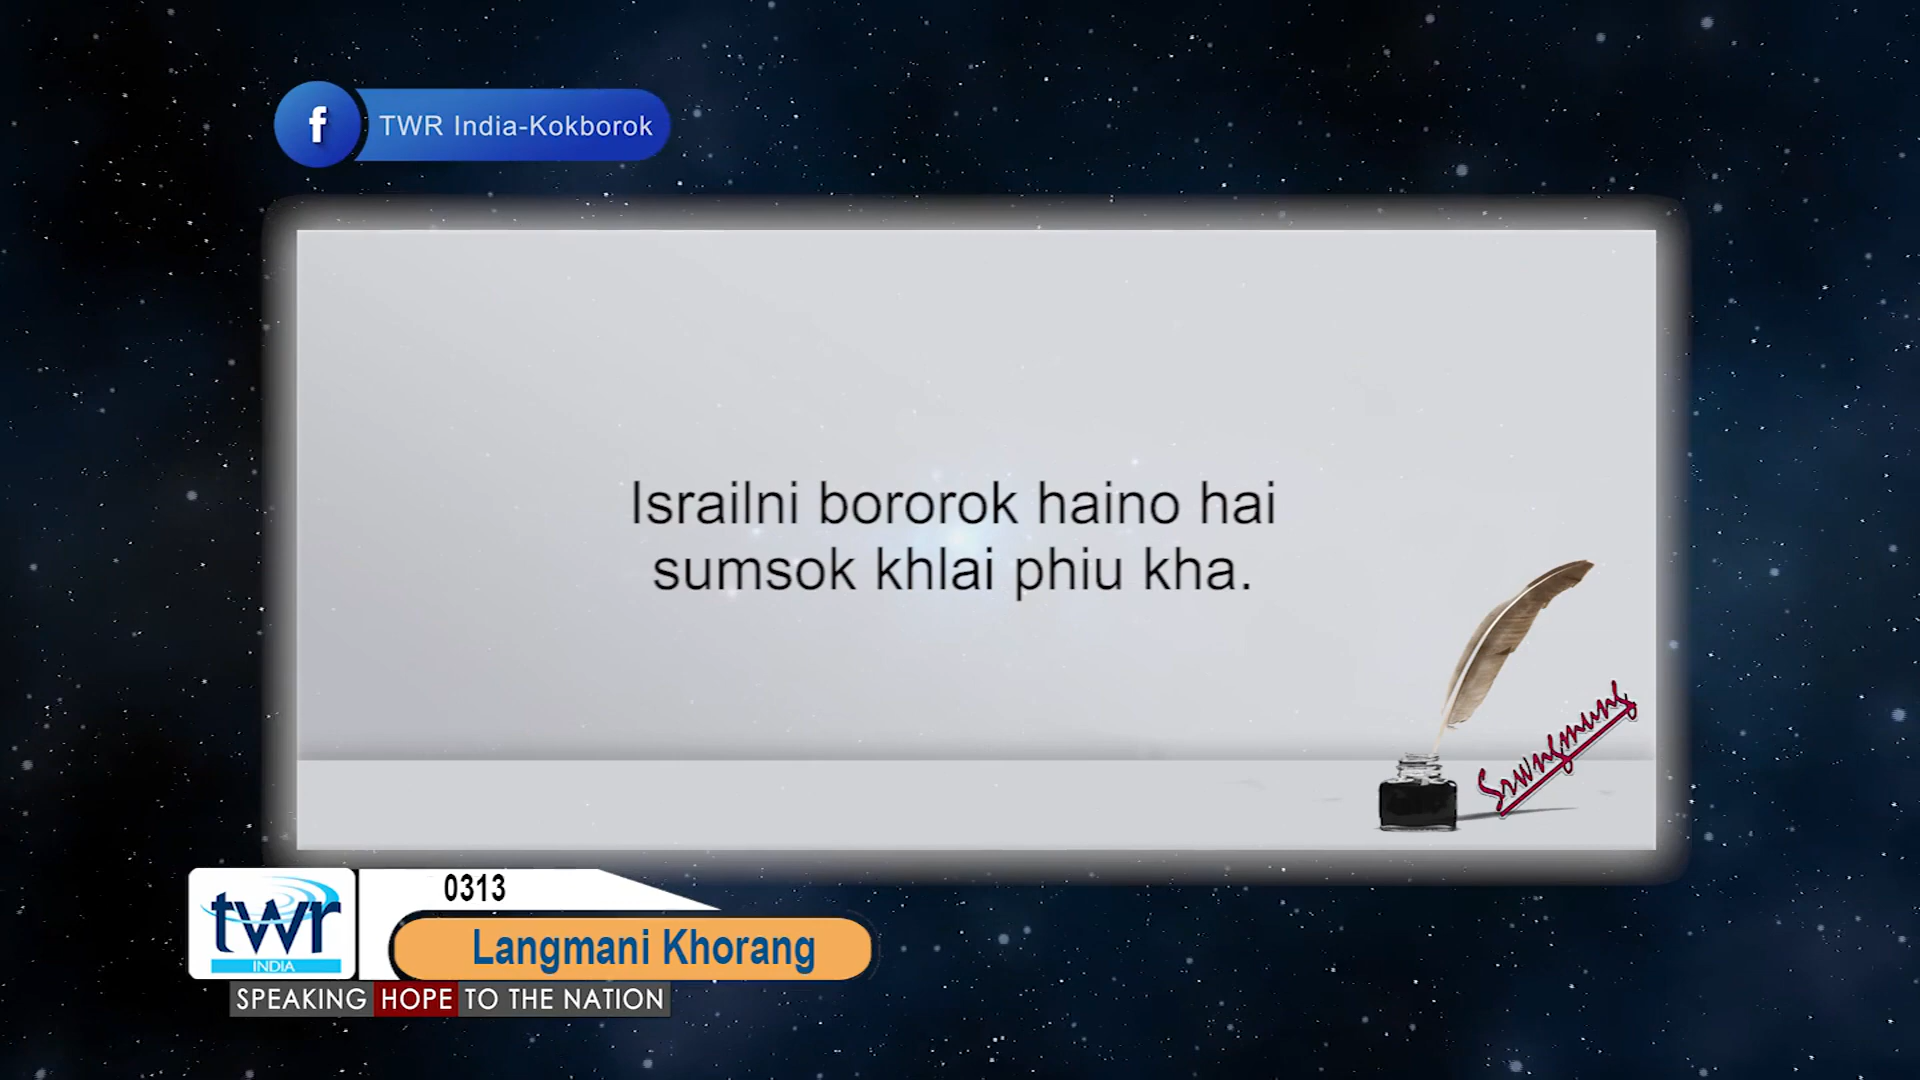 f
TWR India-Kokborok
Israilni bororok haino hai
sumsok khlai phiu kha.
Srwngmung
0313
twr
INDIA
Langmani Khorang
SPEAKING HOPE TO THE NATION